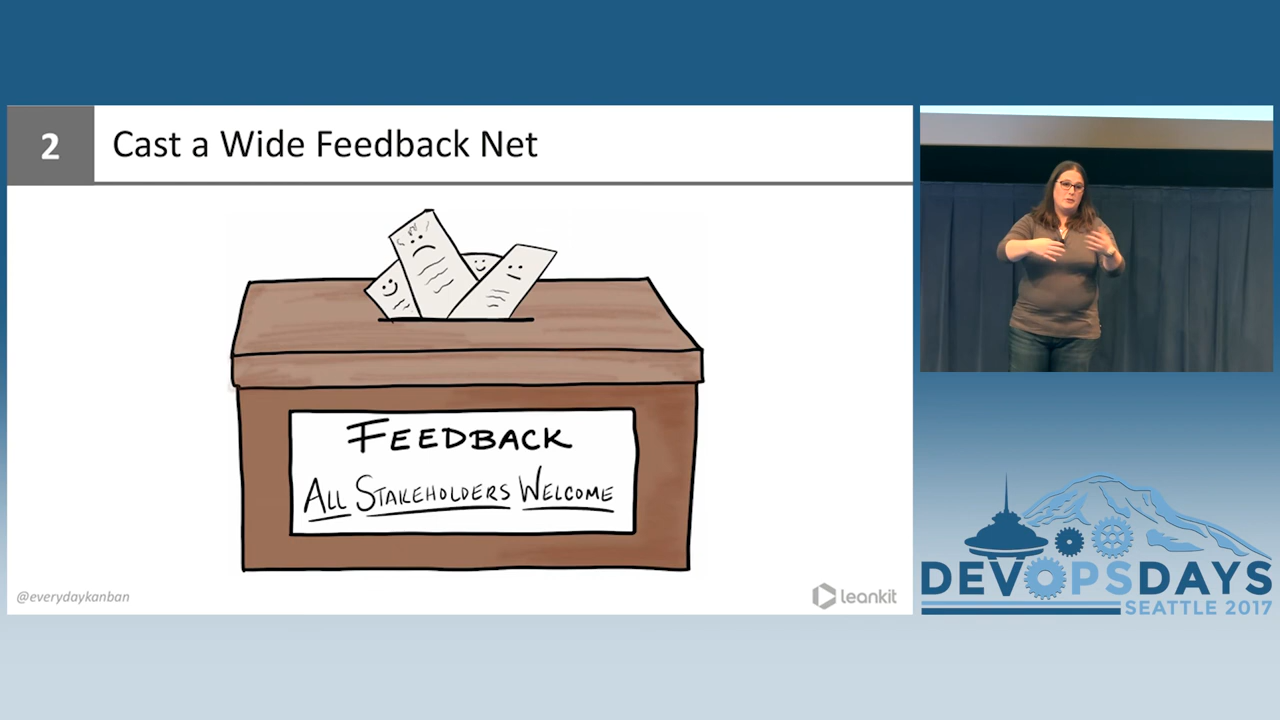 2
Cast a Wide Feedback Net
FEEDBACK
ALL STAKEHOLDERS WELCOME
@everydaykanban
leankit
DEVOPSDAYS
SEATTLE 2017